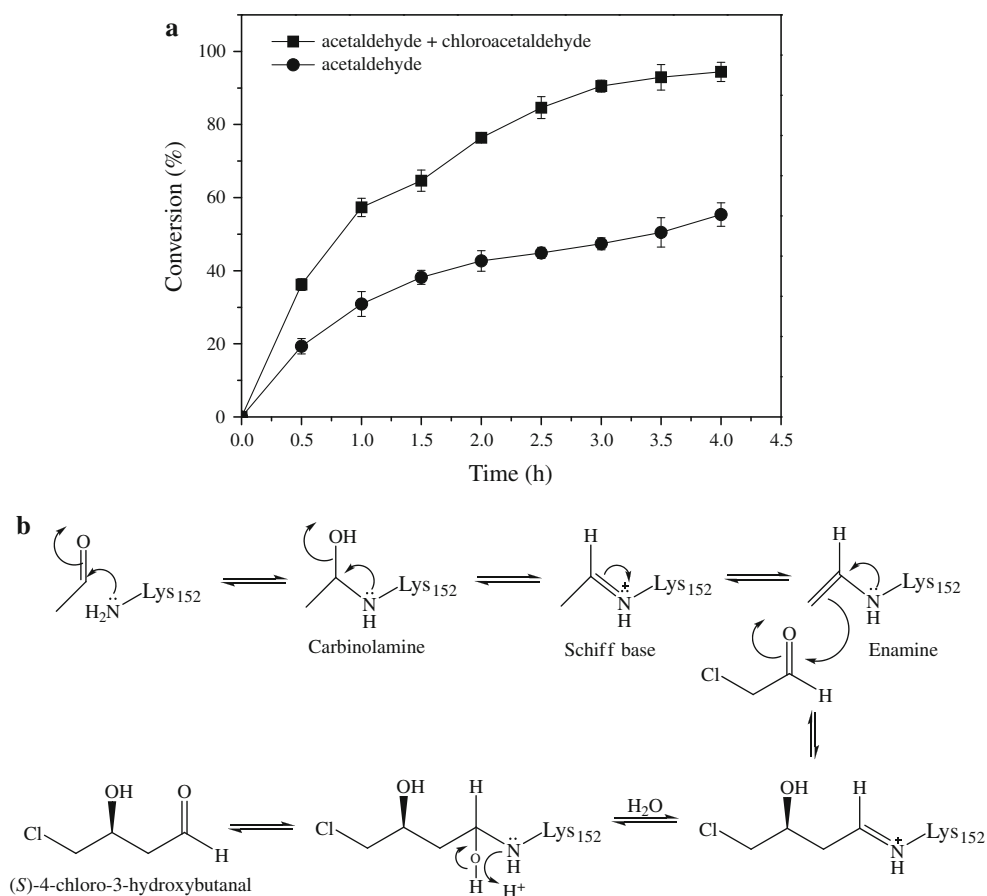 a
acetaldehyde + chloroacetaldehyde
acetaldehyde
100
80
60
40
20
0
Conversion (%)
0.0 0.5 1.0 1.5 2.0 2.5 3.0 3.5 4.0 4.5
Time (h)
b
O
H₂N Lys₁₅₂
OH
N Lys₁₅₂
H
Carbinolamine
H
N Lys₁₅₂
+
H
Schiff base
H
N Lys₁₅₂
H
Enamine
O
Cl
H
OH O
Cl
H
(S)-4-chloro-3-hydroxybutanal
OH H
Cl
N Lys₁₅₂
H
O
H
H⁺
H₂O
OH H
Cl
N Lys₁₅₂
+
H